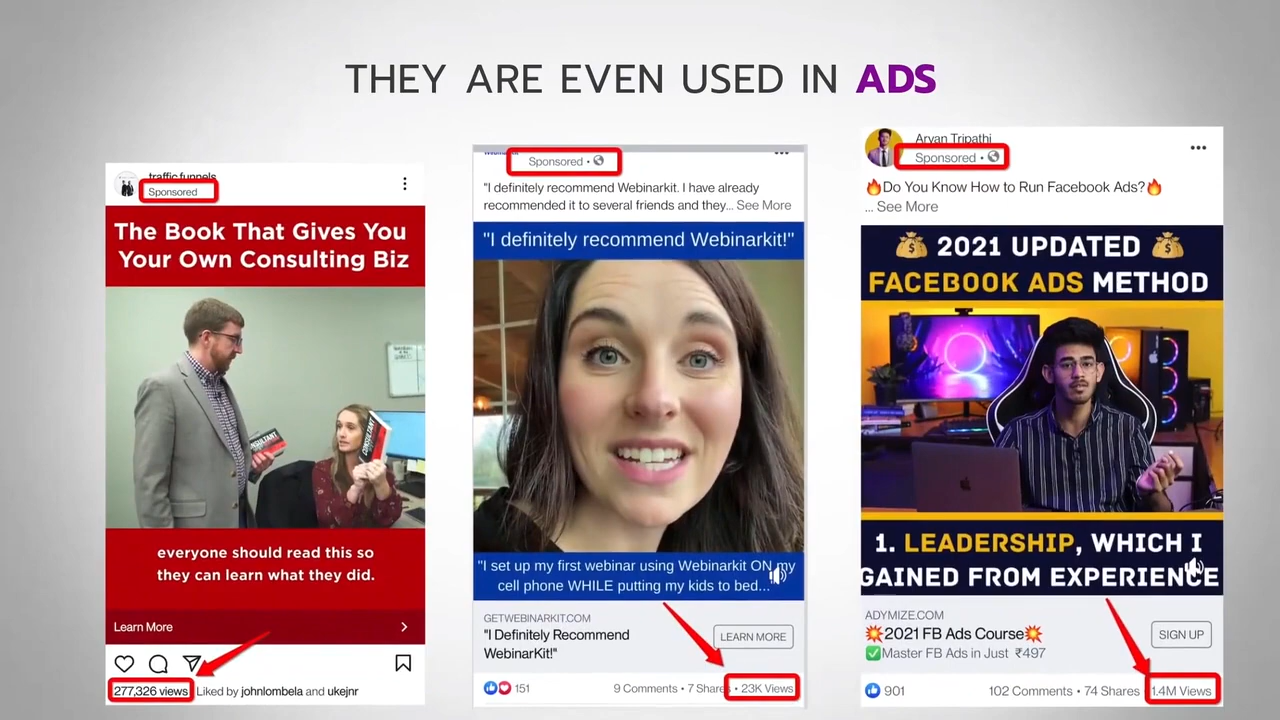 THEY ARE EVEN USED IN ADS
traffic.funnels
Sponsored
The Book That Gives You
Your Own Consulting Biz
everyone should read this so
they can learn what they did.
Learn More
277,326 views
Liked by johnlombela and ukejnr
Sponsored
"I definitely recommend Webinarkit. I have already
recommended it to several friends and they... See More
"I definitely recommend Webinarkit!"
"I set up my first webinar using Webinarkit ON my
cell phone WHILE putting my kids to bed..."
GETWEBINARKIT.COM
"I Definitely Recommend
WebinarKit!"
LEARN MORE
151
9 Comments • 7 Shares • 23K Views
Aryan Tripathi
Sponsored
🔥Do You Know How to Run Facebook Ads?🔥
... See More
2021 UPDATED
FACEBOOK ADS METHOD
1. LEADERSHIP, WHICH I
GAINED FROM EXPERIENCE
ADYMIZE.COM
💥2021 FB Ads Course💥
✅Master FB Ads in Just ₹497
SIGN UP
901
102 Comments • 74 Shares • 1.4M Views